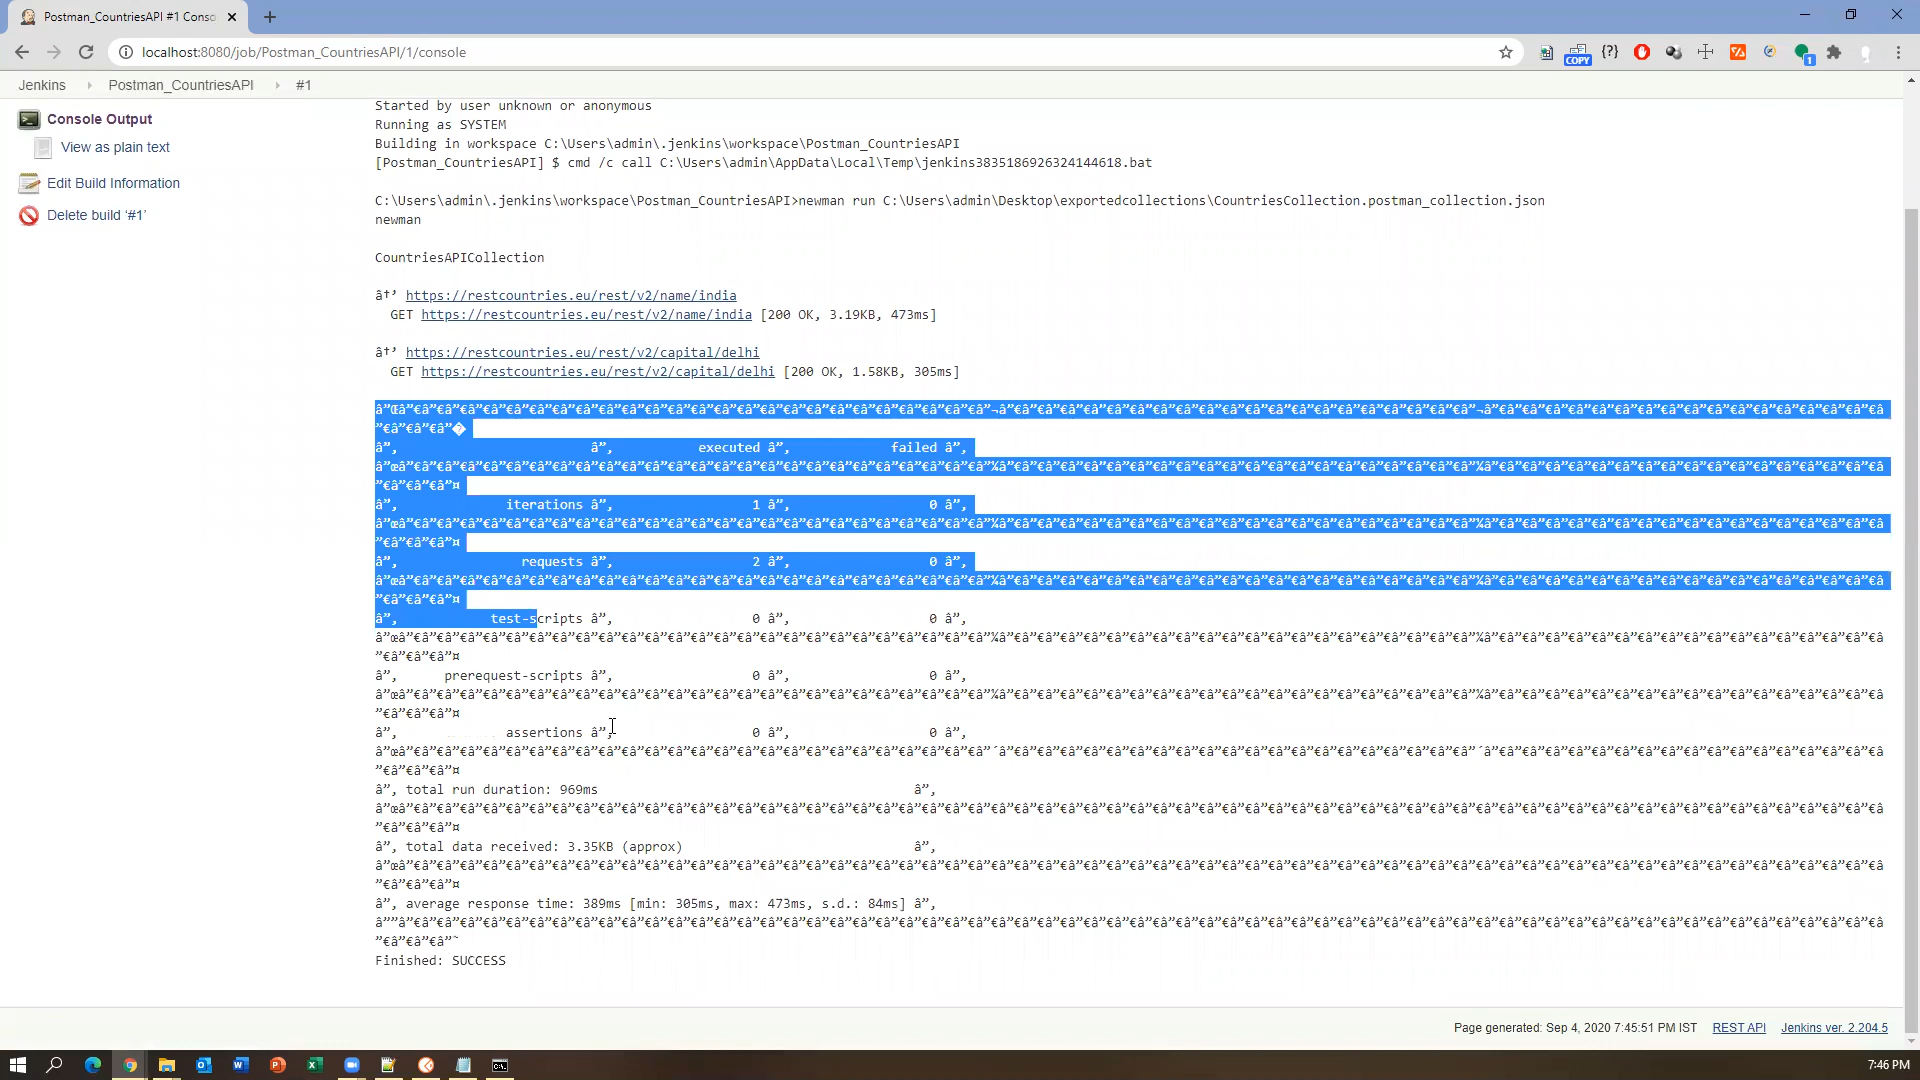 Postman_CountriesAPI #1 Conso
localhost:8080/job/Postman_CountriesAPI/1/console
COPY
1
Jenkins
Postman_CountriesAPI
#1
Console Output
View as plain text
Edit Build Information
Delete build ‘#1’
Started by user unknown or anonymous
Running as SYSTEM
Building in workspace C:\Users\admin\.jenkins\workspace\Postman_CountriesAPI
[Postman_CountriesAPI] $ cmd /c call C:\Users\admin\AppData\Local\Temp\jenkins3835186926324144618.bat
C:\Users\admin\.jenkins\workspace\Postman_CountriesAPI>newman run C:\Users\admin\Desktop\exportedcollections\CountriesCollection.postman_collection.json
newman
CountriesAPICollection
â†’ https://restcountries.eu/rest/v2/name/india
GET https://restcountries.eu/rest/v2/name/india [200 OK, 3.19KB, 473ms]
â†’ https://restcountries.eu/rest/v2/capital/delhi
GET https://restcountries.eu/rest/v2/capital/delhi [200 OK, 1.58KB, 305ms]
â”‚ â”‚ executed â”‚ failed â”‚
â”‚ iterations â”‚ 1 â”‚ 0 â”‚
â”‚ requests â”‚ 2 â”‚ 0 â”‚
â”‚ test-scripts â”‚ 0 â”‚ 0 â”‚
â”‚ prerequest-scripts â”‚ 0 â”‚ 0 â”‚
â”‚ assertions â”‚ 0 â”‚ 0 â”‚
â”‚ total run duration: 969ms â”‚
â”‚ total data received: 3.35KB (approx) â”‚
â”‚ average response time: 389ms [min: 305ms, max: 473ms, s.d.: 84ms] â”‚
Finished: SUCCESS
Page generated: Sep 4, 2020 7:45:51 PM IST
REST API
Jenkins ver. 2.204.5
7:46 PM